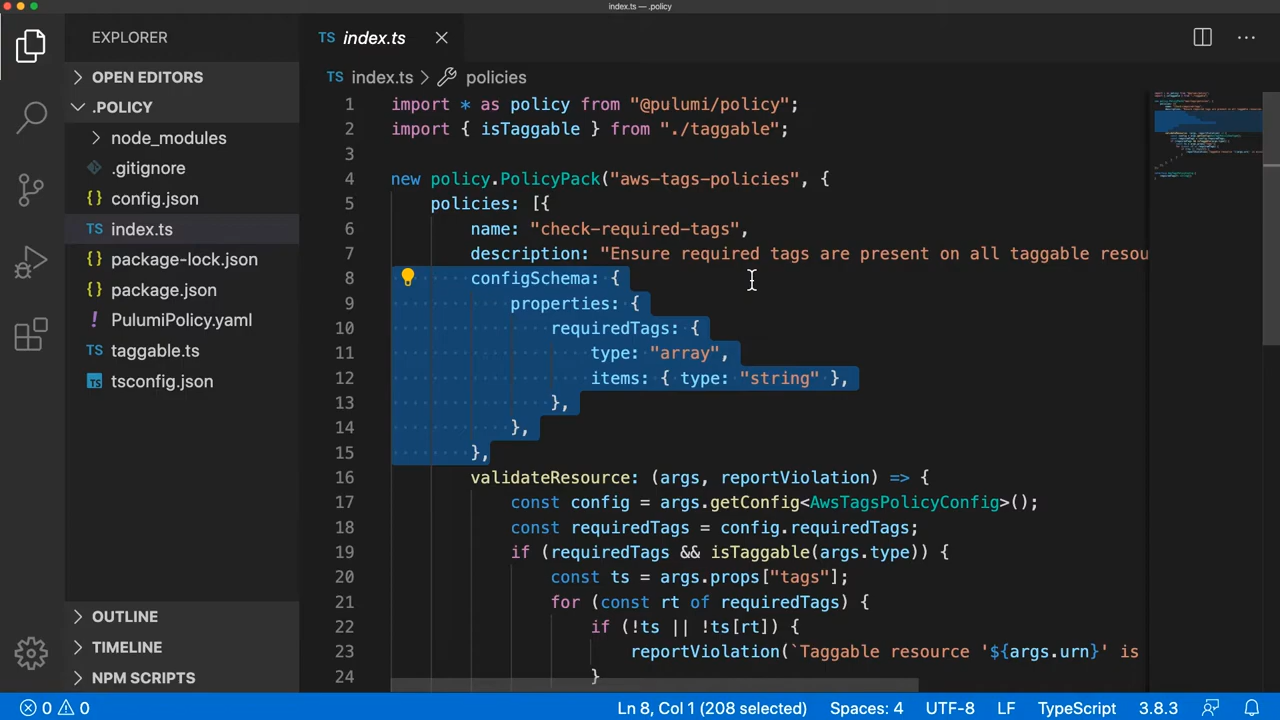 index.ts — .policy
EXPLORER
OPEN EDITORS
.POLICY
node_modules
.gitignore
{} config.json
TS index.ts
{} package-lock.json
{} package.json
! PulumiPolicy.yaml
TS taggable.ts
TS tsconfig.json
OUTLINE
TIMELINE
NPM SCRIPTS
TS index.ts
TS index.ts > policies
1 import * as policy from "@pulumi/policy";
2 import { isTaggable } from "./taggable";
3
4 new policy.PolicyPack("aws-tags-policies", {
5 policies: [{
6 name: "check-required-tags",
7 description: "Ensure required tags are present on all taggable resou
8 configSchema: {
9 properties: {
10 requiredTags: {
11 type: "array",
12 items: { type: "string" },
13 },
14 },
15 },
16 validateResource: (args, reportViolation) => {
17 const config = args.getConfig<AwsTagsPolicyConfig>();
18 const requiredTags = config.requiredTags;
19 if (requiredTags && isTaggable(args.type)) {
20 const ts = args.props["tags"];
21 for (const rt of requiredTags) {
22 if (!ts || !ts[rt]) {
23 reportViolation(`Taggable resource '${args.urn}' is
24 }
0 0 Ln 8, Col 1 (208 selected) Spaces: 4 UTF-8 LF TypeScript 3.8.3